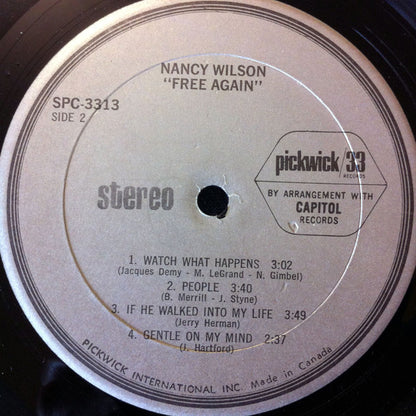 NANCY WILSON
"FREE AGAIN"
SPC-3313
SIDE 2
stereo
pickwick/33
RECORDS
BY ARRANGEMENT WITH
CAPITOL
RECORDS
1. WATCH WHAT HAPPENS 3:02
(Jacques Demy - M. LeGrand - N. Gimbel)
2. PEOPLE 3:40
(B. Merrill - J. Styne)
3. IF HE WALKED INTO MY LIFE 3:49
(Jerry Herman)
4. GENTLE ON MY MIND 2:37
(J. Hartford)
PICKWICK INTERNATIONAL INC. Made in Canada